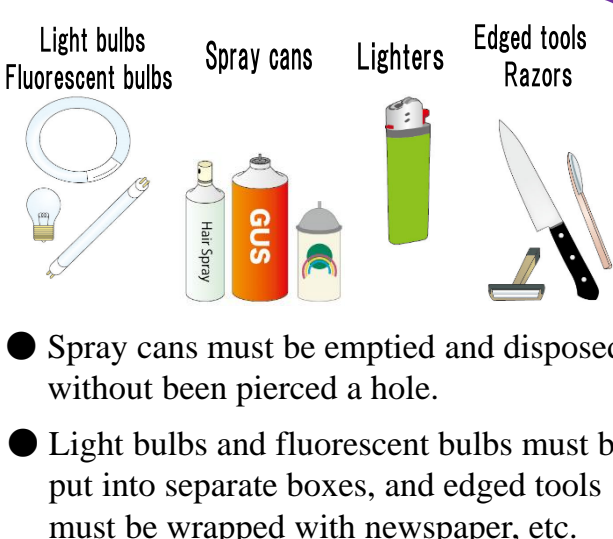 Light bulbs
Fluorescent bulbs
Spray cans
Lighters
Edged tools
Razors
Hair Spray
GUS
● Spray cans must be emptied and disposed
without been pierced a hole.
● Light bulbs and fluorescent bulbs must b
put into separate boxes, and edged tools
must be wrapped with newspaper, etc.